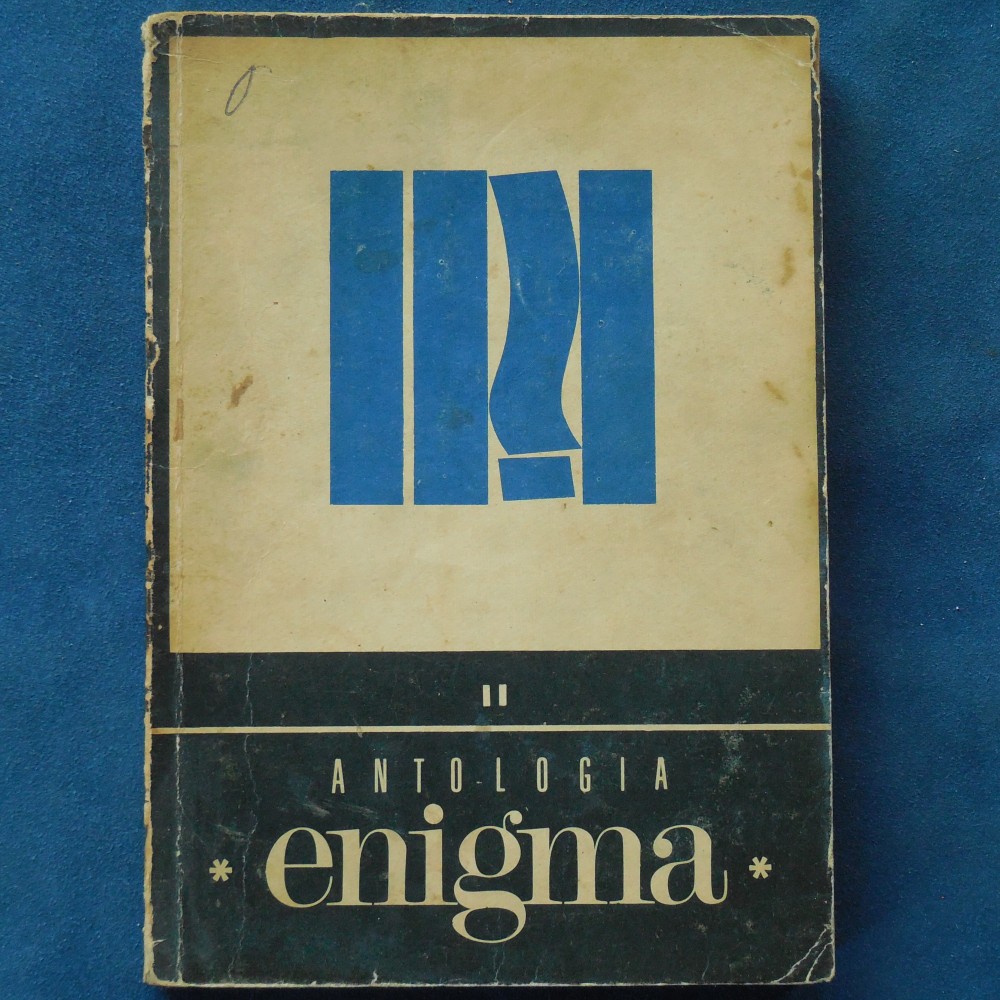 II
ANTOLOGIA
* enigma *